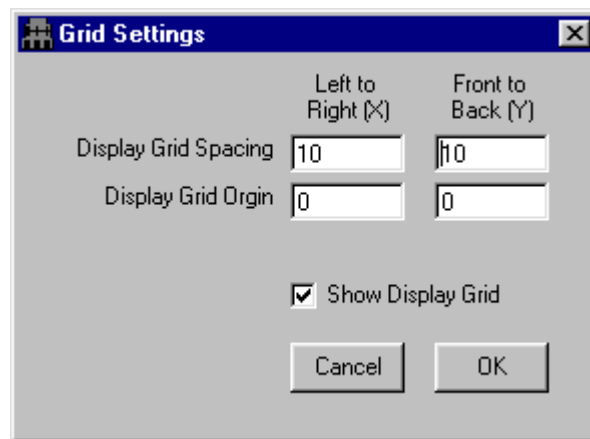 Grid Settings
Left to Front to
Right (X) Back (Y)
Display Grid Spacing 10 10
Display Grid Orgin 0 0
Show Display Grid
Cancel OK